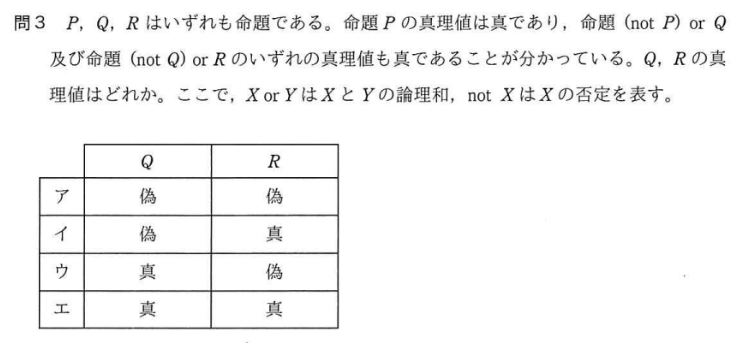 問3 P,Q,R はいずれも命題である。命題 P の真理値は真であり,命題 (not P) or Q
及び命題 (not Q) or R のいずれの真理値も真であることが分かっている。Q,R の真
理値はどれか。ここで,X or Y は X と Y の論理和,not X は X の否定を表す。
Q R
ア 偽 偽
イ 偽 真
ウ 真 偽
エ 真 真